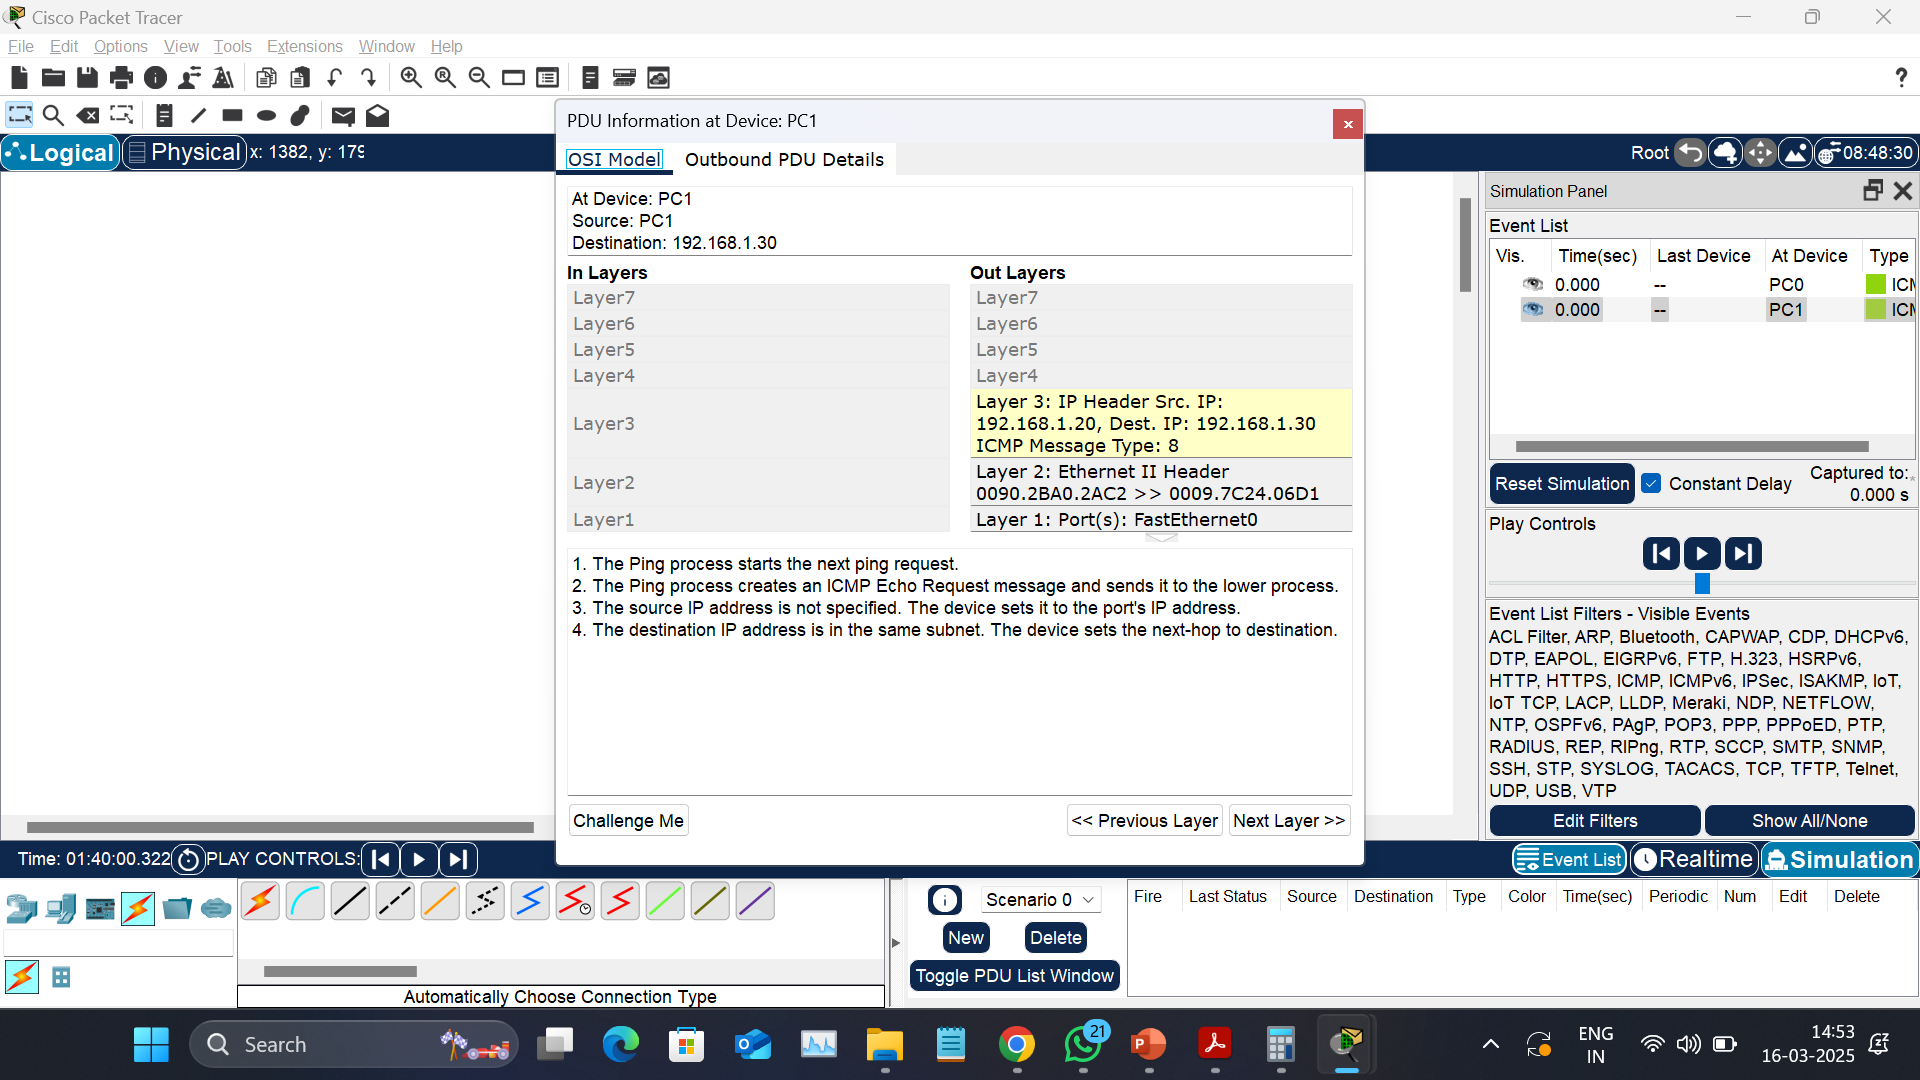 Cisco Packet Tracer
File Edit Options View Tools Extensions Window Help
?
Logical Physical x: 1382, y: 179
Root 08:48:30
PDU Information at Device: PC1
OSI Model Outbound PDU Details
At Device: PC1
Source: PC1
Destination: 192.168.1.30
In Layers
Layer7
Layer6
Layer5
Layer4
Layer3
Layer2
Layer1
Out Layers
Layer7
Layer6
Layer5
Layer4
Layer 3: IP Header Src. IP:
192.168.1.20, Dest. IP: 192.168.1.30
ICMP Message Type: 8
Layer 2: Ethernet II Header
0090.2BA0.2AC2 >> 0009.7C24.06D1
Layer 1: Port(s): FastEthernet0
1. The Ping process starts the next ping request.
2. The Ping process creates an ICMP Echo Request message and sends it to the lower process.
3. The source IP address is not specified. The device sets it to the port's IP address.
4. The destination IP address is in the same subnet. The device sets the next-hop to destination.
Challenge Me << Previous Layer Next Layer >>
Simulation Panel
Event List
Vis. Time(sec) Last Device At Device Type
0.000 -- PC0 ICM
0.000 -- PC1 ICM
Reset Simulation Constant Delay Captured to:
0.000 s
Play Controls
Event List Filters - Visible Events
ACL Filter, ARP, Bluetooth, CAPWAP, CDP, DHCPv6,
DTP, EAPOL, EIGRPv6, FTP, H.323, HSRPv6,
HTTP, HTTPS, ICMP, ICMPv6, IPSec, ISAKMP, IoT,
IoT TCP, LACP, LLDP, Meraki, NDP, NETFLOW,
NTP, OSPFv6, PAgP, POP3, PPP, PPPoED, PTP,
RADIUS, REP, RIPng, RTP, SCCP, SMTP, SNMP,
SSH, STP, SYSLOG, TACACS, TCP, TFTP, Telnet,
UDP, USB, VTP
Edit Filters Show All/None
Time: 01:40:00.322 PLAY CONTROLS:
Event List Realtime Simulation
Automatically Choose Connection Type
Scenario 0
New Delete
Toggle PDU List Window
Fire Last Status Source Destination Type Color Time(sec) Periodic Num Edit Delete
Search
21
ENG
IN
14:53
16-03-2025